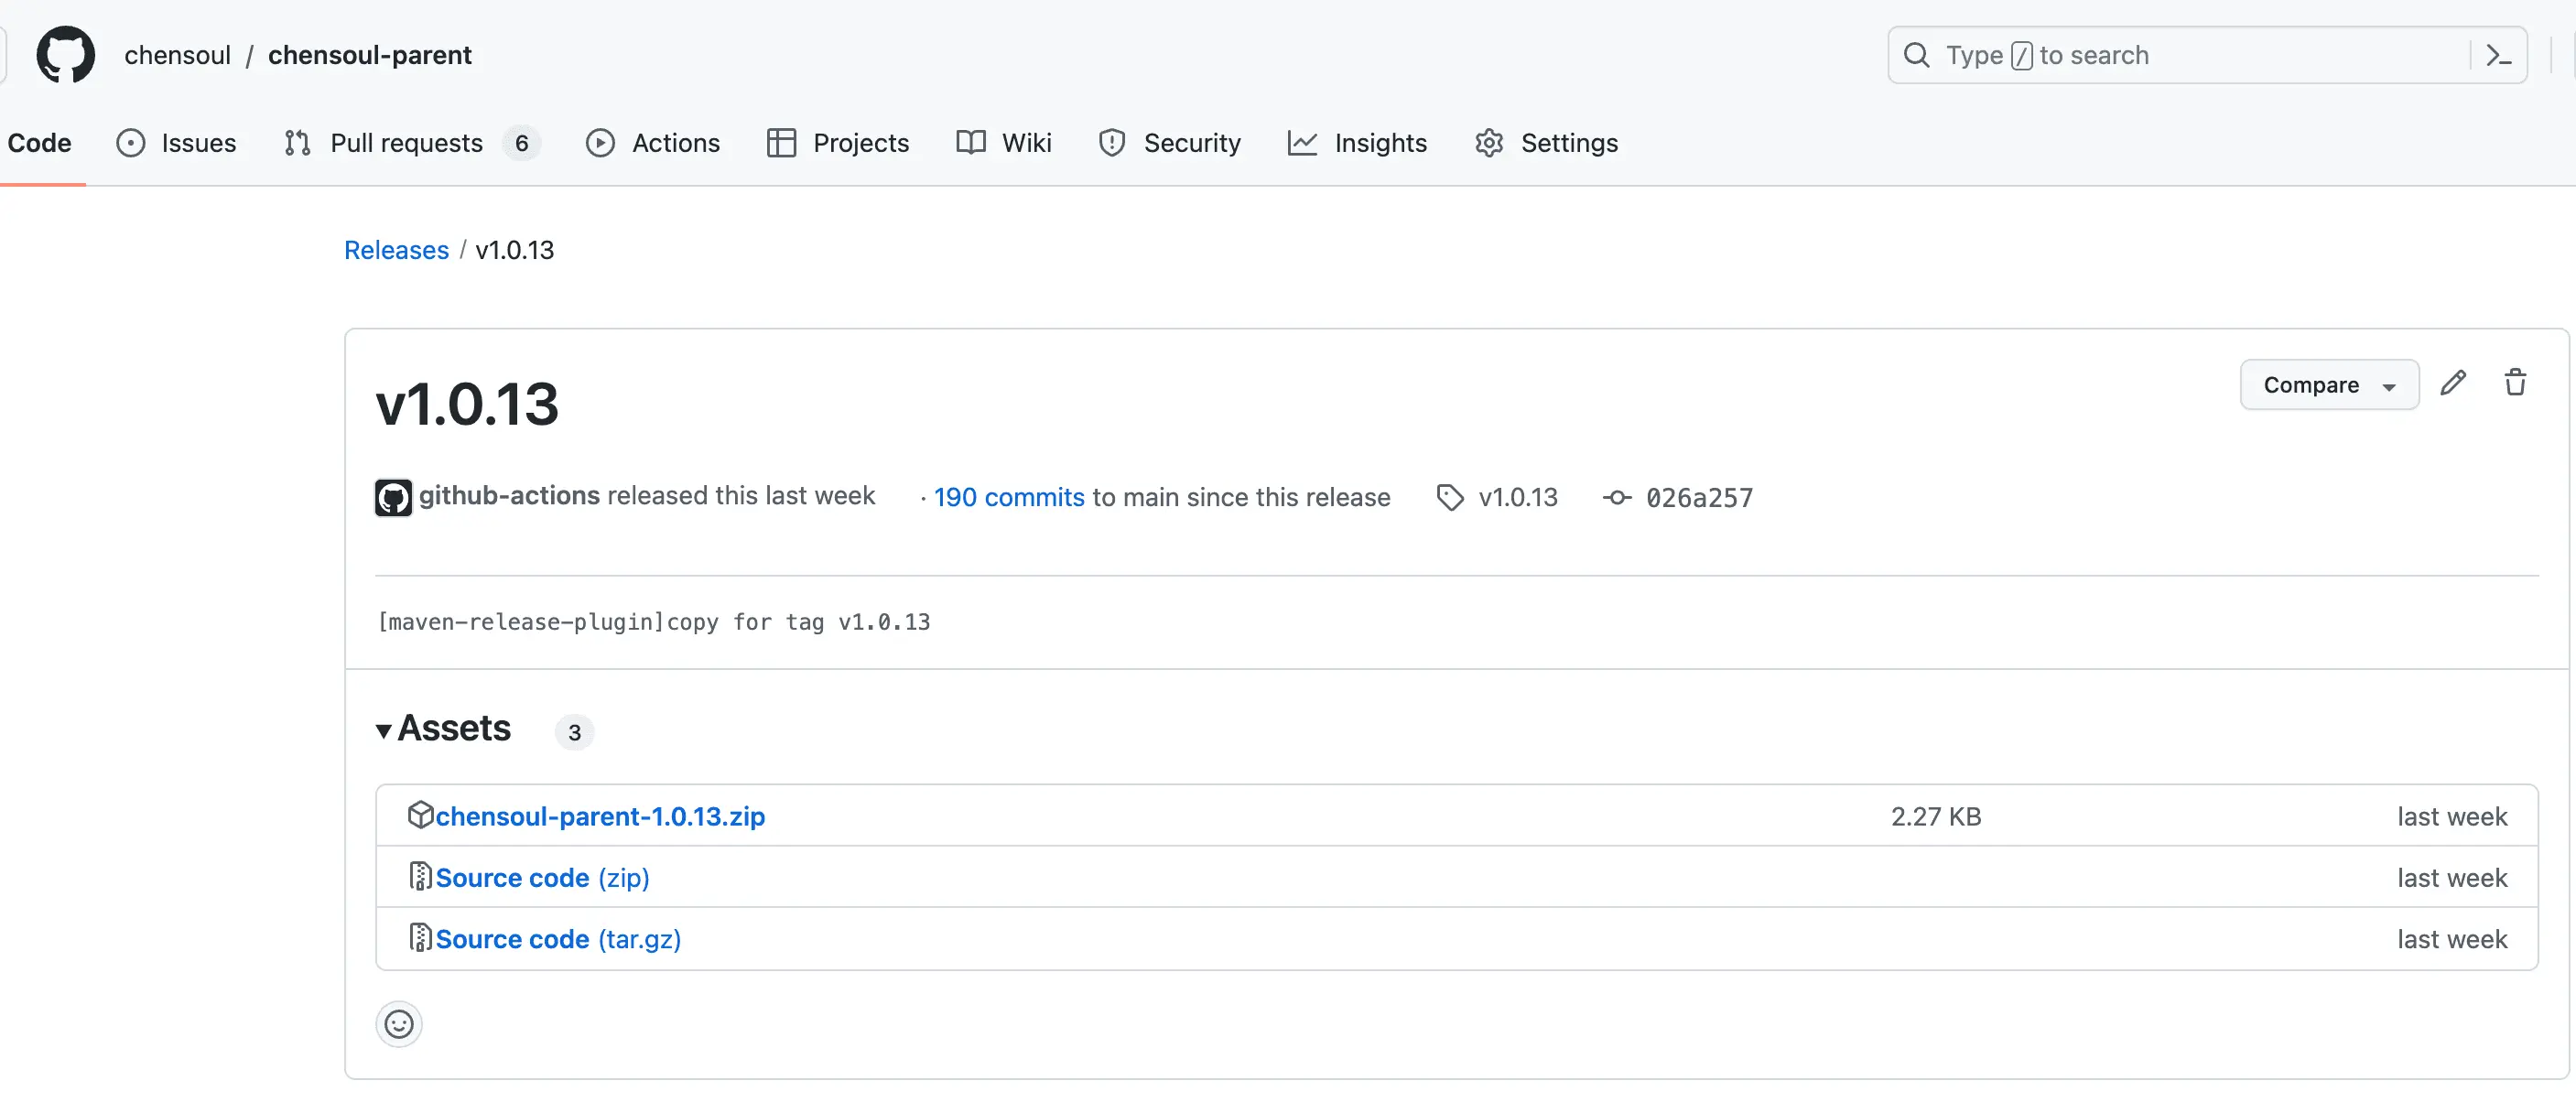 chensoul / chensoul-parent
Type / to search
Code Issues Pull requests 6 Actions Projects Wiki Security Insights Settings
Releases / v1.0.13
v1.0.13
Compare
github-actions released this last week · 190 commits to main since this release v1.0.13 026a257
[maven-release-plugin]copy for tag v1.0.13
Assets 3
chensoul-parent-1.0.13.zip 2.27 KB last week
Source code (zip) last week
Source code (tar.gz) last week